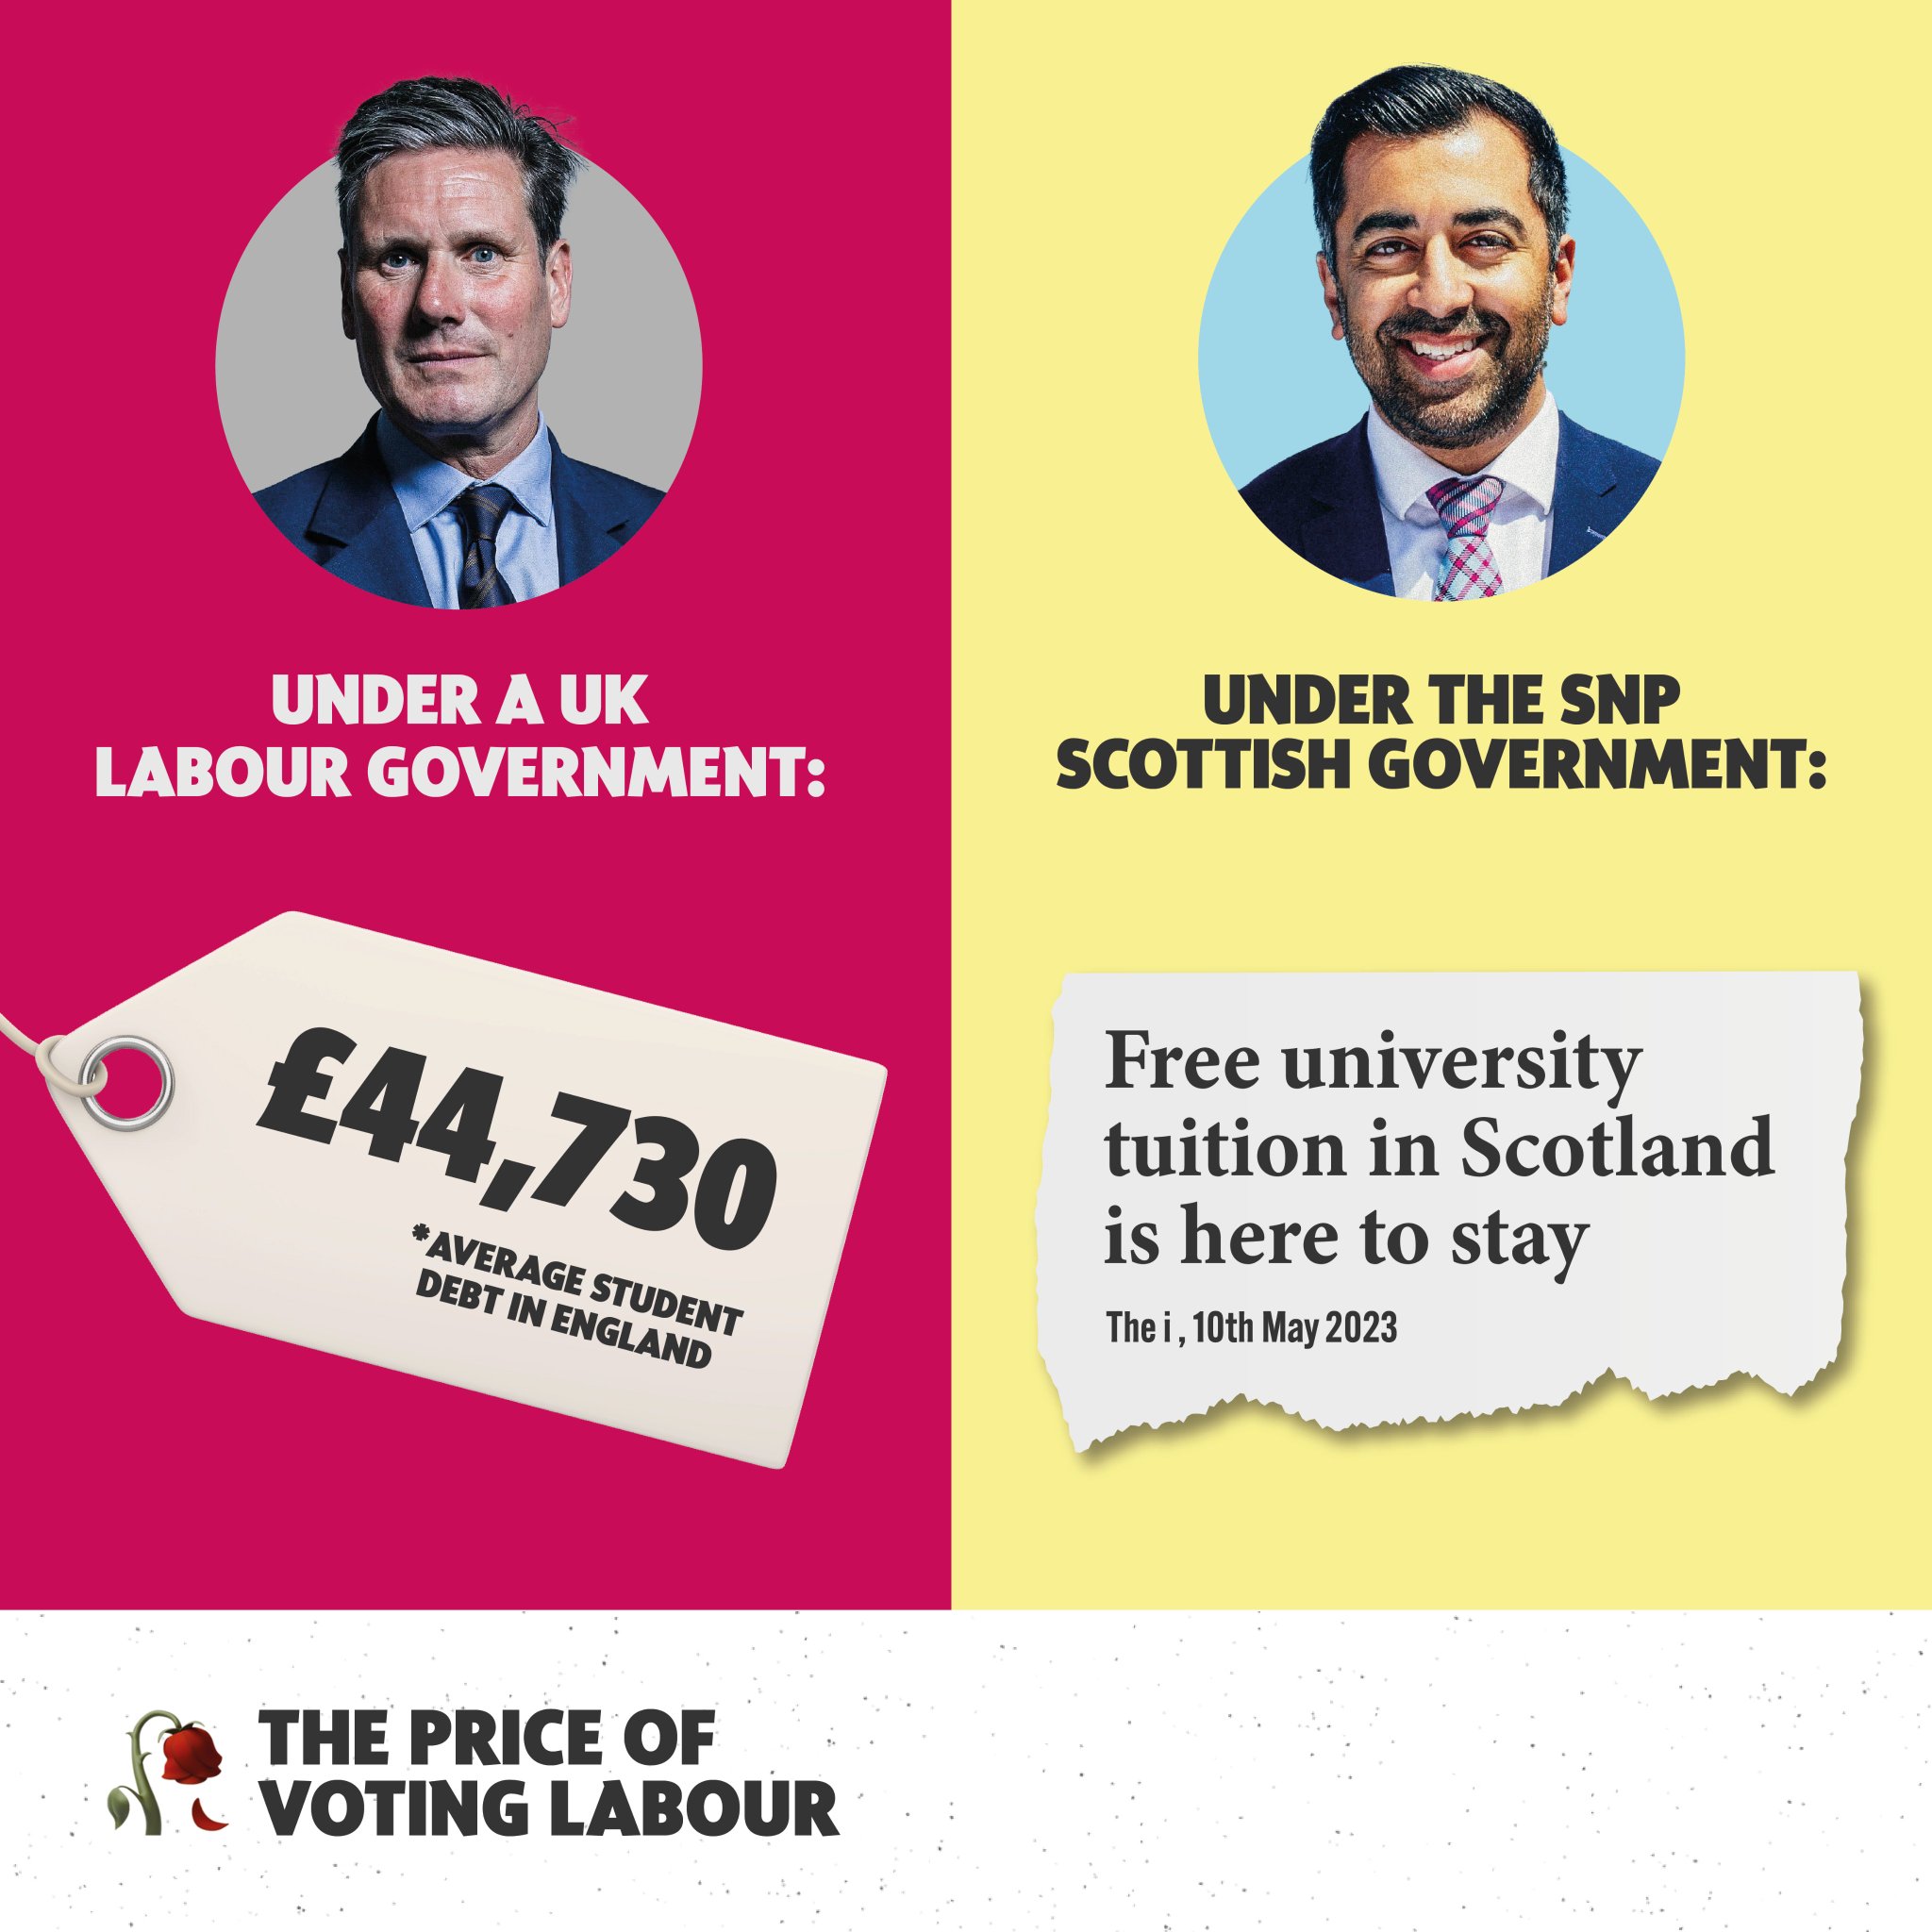 UNDER A UK
LABOUR GOVERNMENT:
£44,730
*AVERAGE STUDENT
DEBT IN ENGLAND
UNDER THE SNP
SCOTTISH GOVERNMENT:
Free university
tuition in Scotland
is here to stay
The i , 10th May 2023
THE PRICE OF
VOTING LABOUR